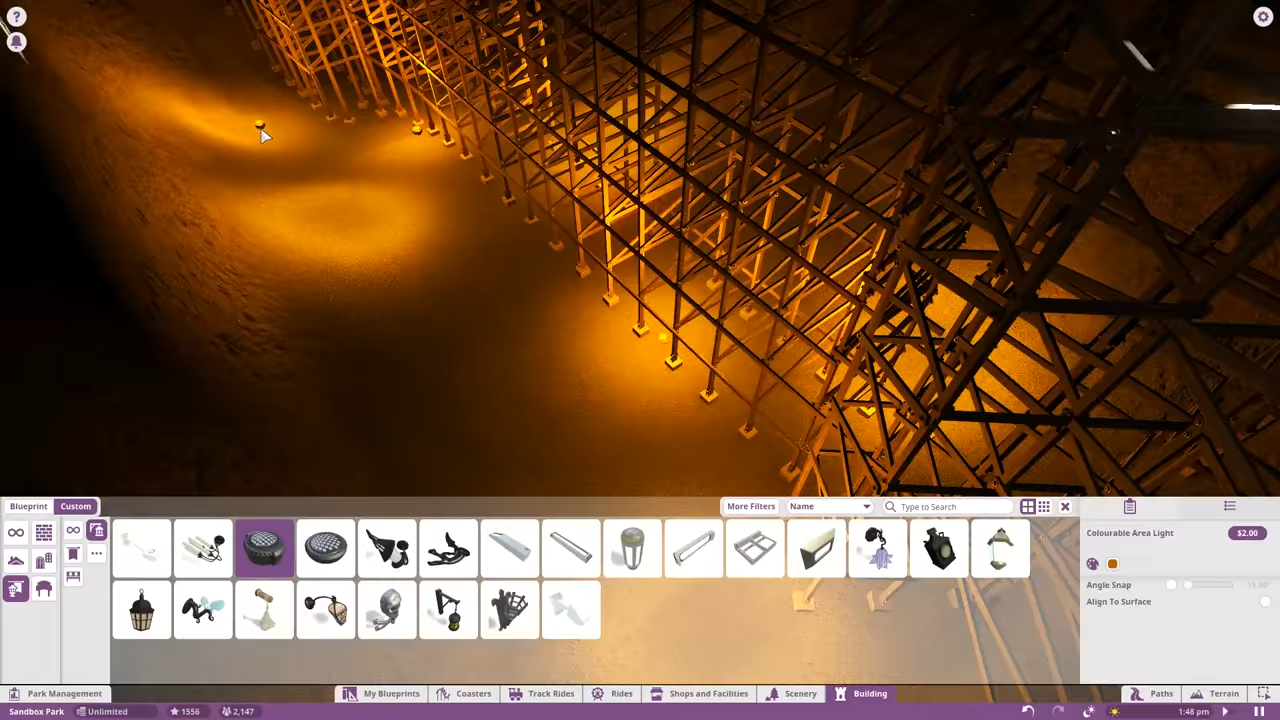 ?
Blueprint Custom
More Filters Name Type to Search
Colourable Area Light $2.00
Angle Snap 15.00°
Align To Surface
Park Management My Blueprints Coasters Track Rides Rides Shops and Facilities Scenery Building Paths Terrain
Sandbox Park Unlimited 1556 2,147 1:48 pm